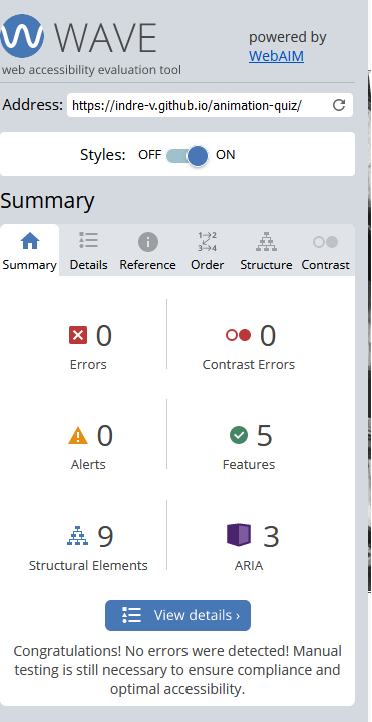 WAVE
web accessibility evaluation tool
powered by
WebAIM
Address: https://indre-v.github.io/animation-quiz/
Styles: OFF ON
Summary
Summary Details Reference Order Structure Contrast
0
Errors
0
Contrast Errors
0
Alerts
5
Features
9
Structural Elements
3
ARIA
View details ›
Congratulations! No errors were detected! Manual
testing is still necessary to ensure compliance and
optimal accessibility.